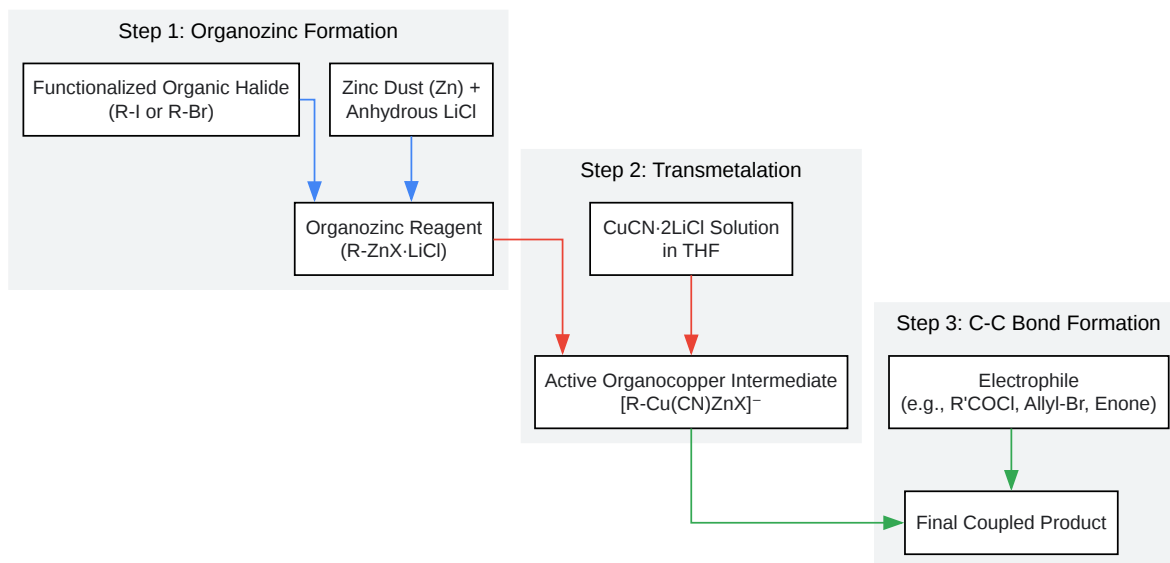 Step 1: Organozinc Formation
Functionalized Organic Halide
(R-I or R-Br)
Zinc Dust (Zn) +
Anhydrous LiCl
Organozinc Reagent
(R-ZnX·LiCl)
Step 2: Transmetalation
CuCN·2LiCl Solution
in THF
Active Organocopper Intermediate
[R-Cu(CN)ZnX]⁻
Step 3: C-C Bond Formation
Electrophile
(e.g., R'COCl, Allyl-Br, Enone)
Final Coupled Product